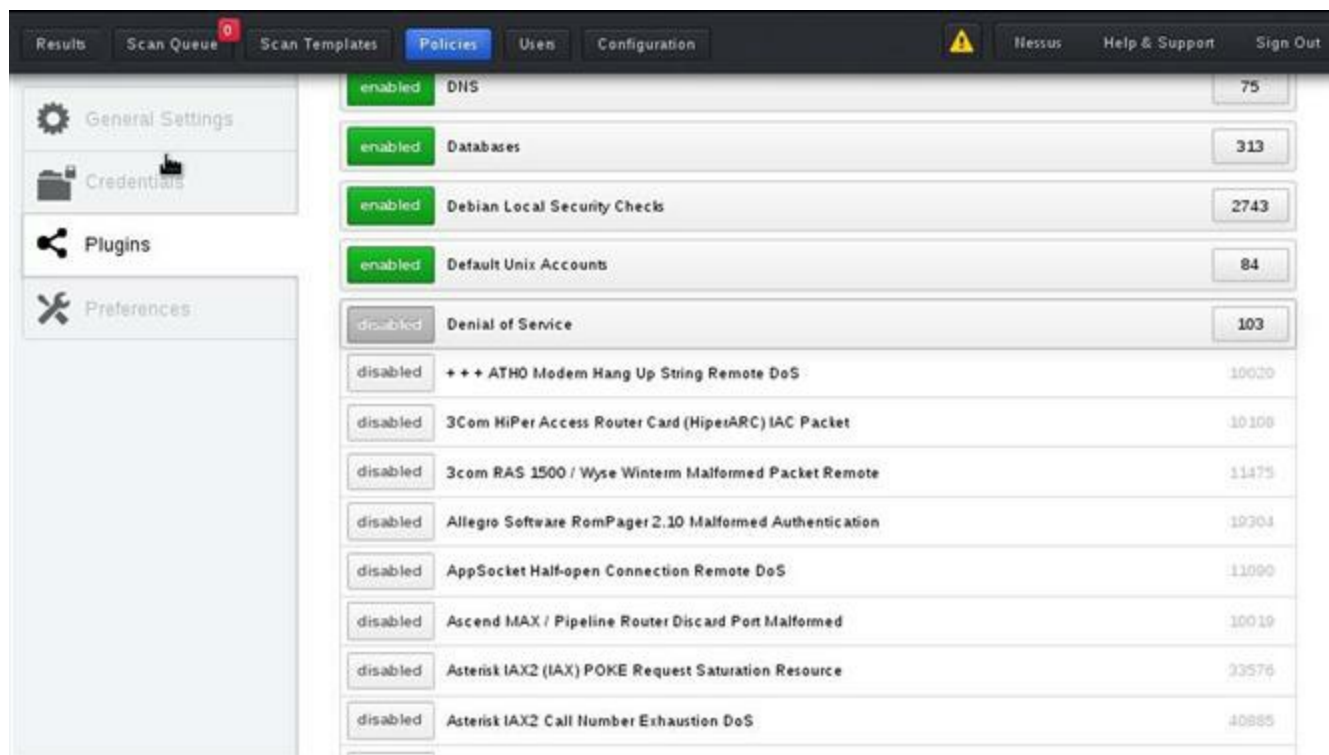 Results Scan Queue 0 Scan Templates Policies Users Configuration Nessus Help & Support Sign Out
General Settings
Credentials
Plugins
Preferences
enabled DNS 75
enabled Databases 313
enabled Debian Local Security Checks 2743
enabled Default Unix Accounts 84
disabled Denial of Service 103
disabled + + + ATH0 Modem Hang Up String Remote DoS 10020
disabled 3Com HiPer Access Router Card (HiperARC) IAC Packet 10108
disabled 3com RAS 1500 / Wyse Winterm Malformed Packet Remote 11475
disabled Allegro Software RomPager 2.10 Malformed Authentication 19304
disabled AppSocket Half-open Connection Remote DoS 11090
disabled Ascend MAX / Pipeline Router Discard Port Malformed 10019
disabled Asterisk IAX2 (IAX) POKE Request Saturation Resource 33576
disabled Asterisk IAX2 Call Number Exhaustion DoS 40885